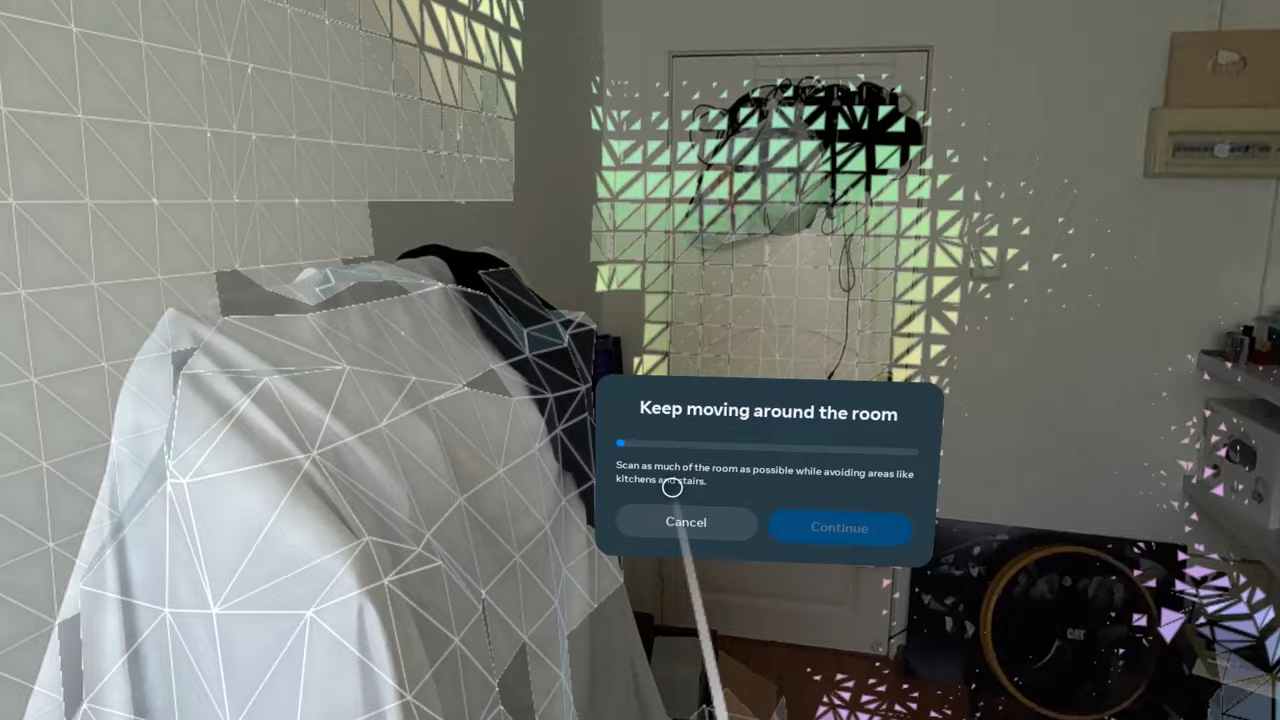 Keep moving around the room
Scan as much of the room as possible while avoiding areas like
kitchens and stairs.
Cancel
Continue
CAT